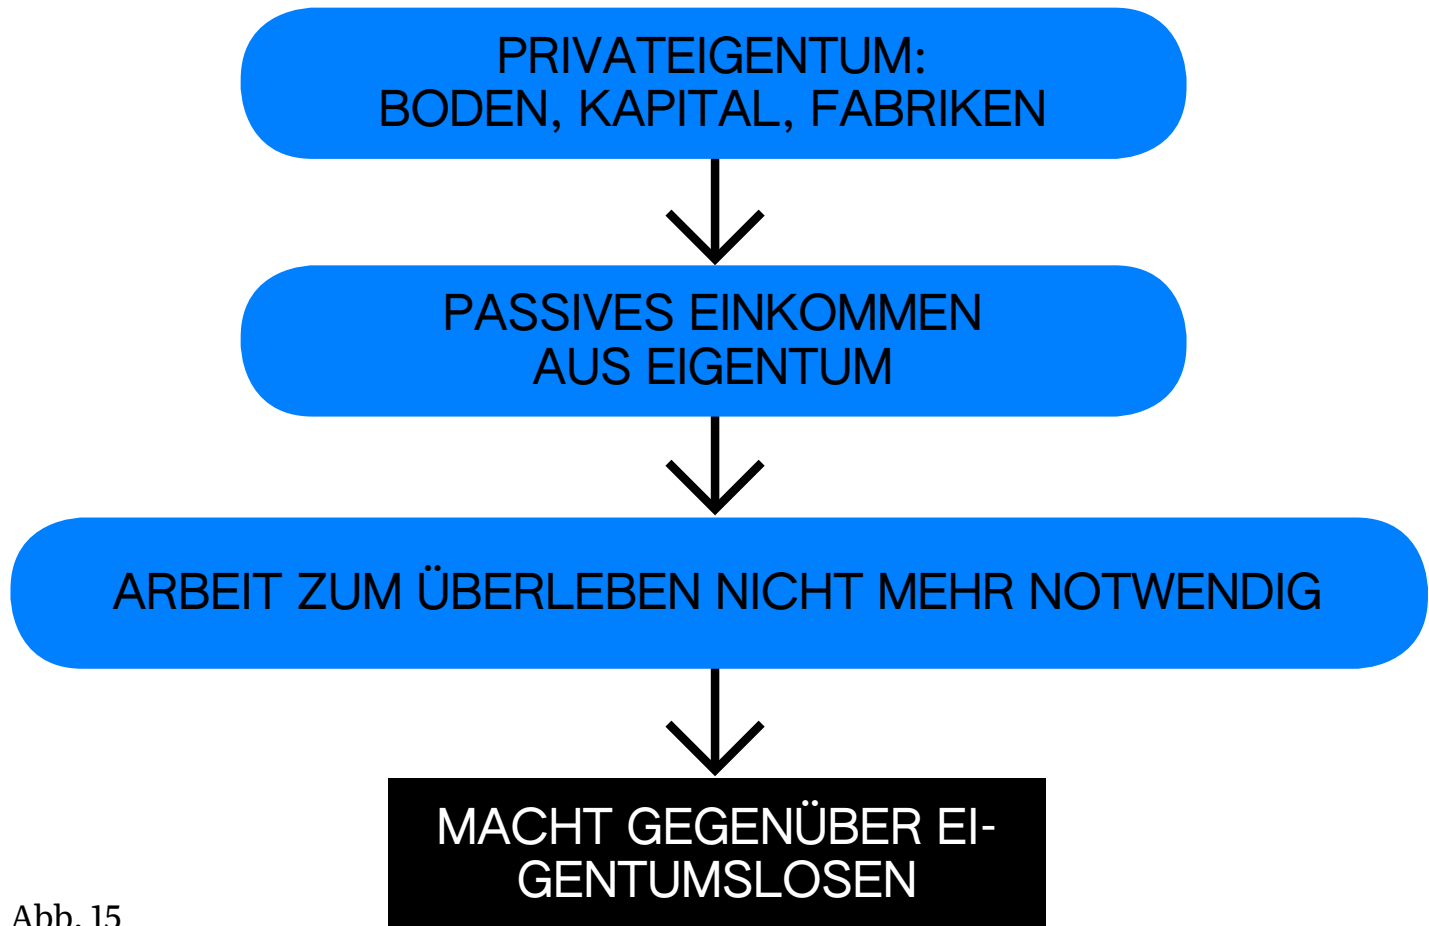 PRIVATEIGENTUM:
BODEN, KAPITAL, FABRIKEN
PASSIVES EINKOMMEN
AUS EIGENTUM
ARBEIT ZUM ÜBERLEBEN NICHT MEHR NOTWENDIG
MACHT GEGENÜBER EI-
GENTUMSLOSEN
Abb. 15